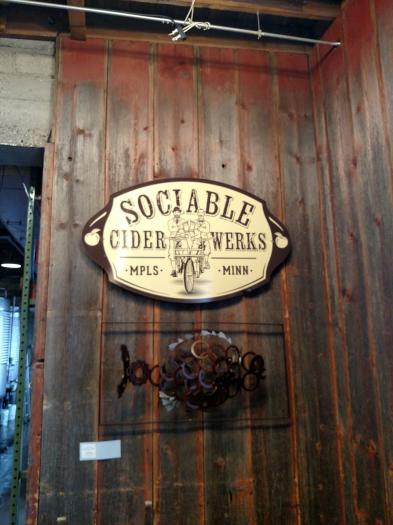 SOCIABLE
CIDER WERKS
· MPLS · MINN ·